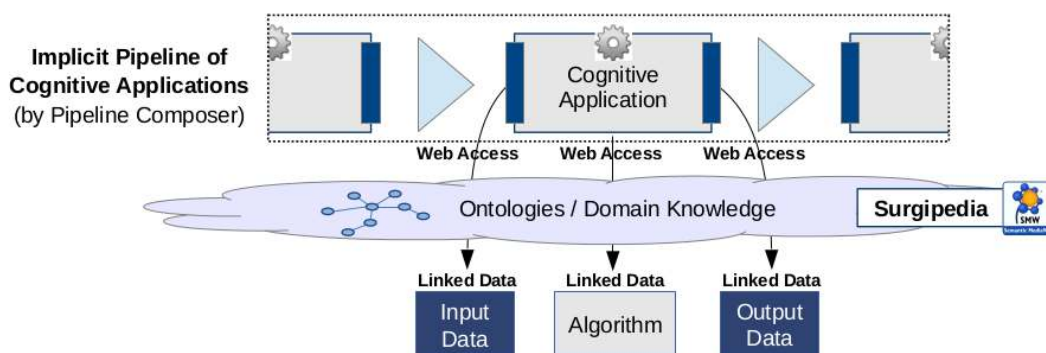 Implicit Pipeline of
Cognitive Applications
(by Pipeline Composer)
Cognitive
Application
Web Access
Web Access
Web Access
Ontologies / Domain Knowledge
Surgipedia
SMW
Linked Data
Linked Data
Linked Data
Input
Data
Algorithm
Output
Data